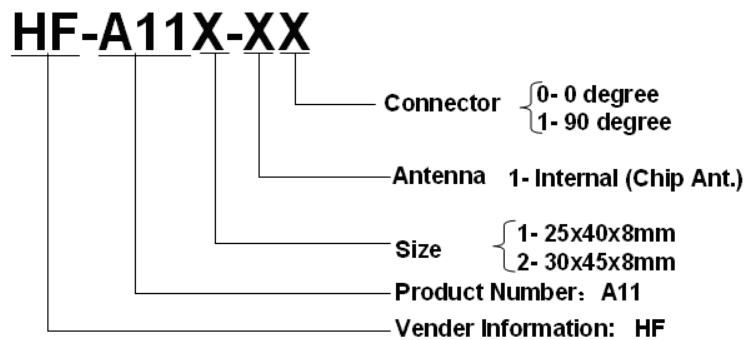 HF-A11X-XX
Connector 0- 0 degree
1- 90 degree
Antenna 1- Internal (Chip Ant.)
Size 1- 25x40x8mm
2- 30x45x8mm
Product Number：A11
Vender Information: HF